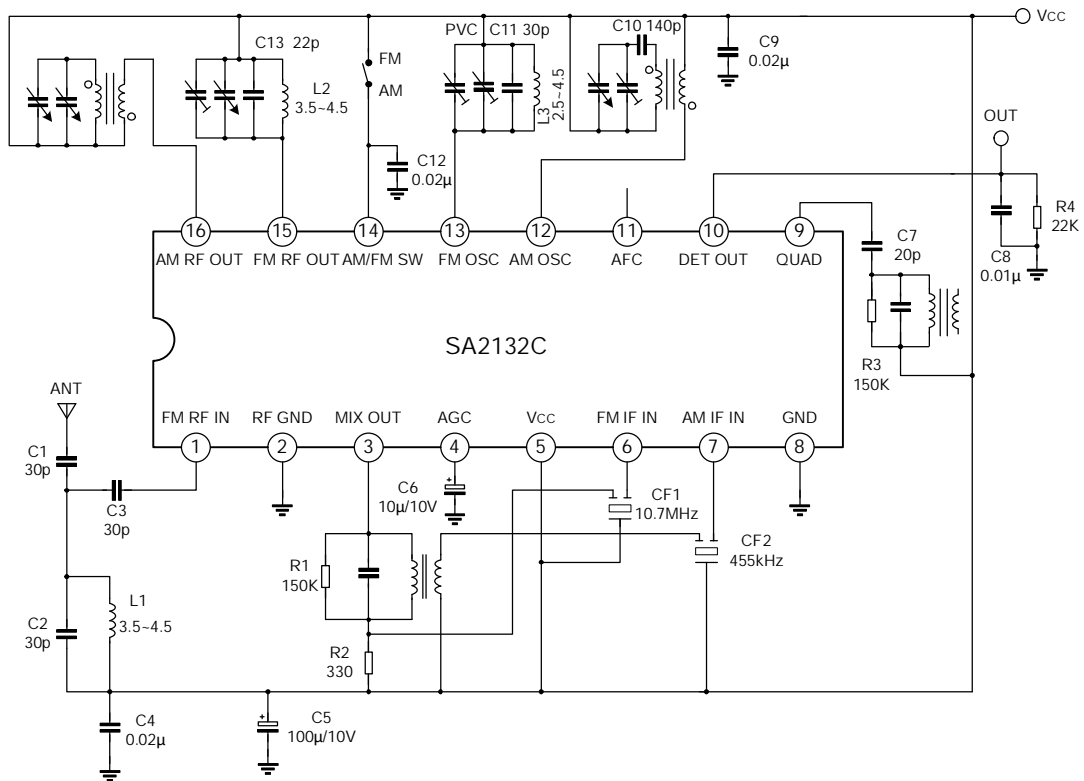 VCC
C13 22p
FM
AM
PVC
C11 30p
C10 140p
C9
0.02µ
L2
3.5~4.5
L3
2.5~4.5
C12
0.02µ
OUT
R4
22K
C8
0.01µ
C7
20p
R3
150K
16
15
14
13
12
11
10
9
AM RF OUT
FM RF OUT
AM/FM SW
FM OSC
AM OSC
AFC
DET OUT
QUAD
SA2132C
ANT
FM RF IN
RF GND
MIX OUT
AGC
VCC
FM IF IN
AM IF IN
GND
1
2
3
4
5
6
7
8
C1
30p
C3
30p
+
C6
10µ/10V
CF1
10.7MHz
CF2
455kHz
R1
150K
L1
3.5~4.5
C2
30p
R2
330
C4
0.02µ
+
C5
100µ/10V